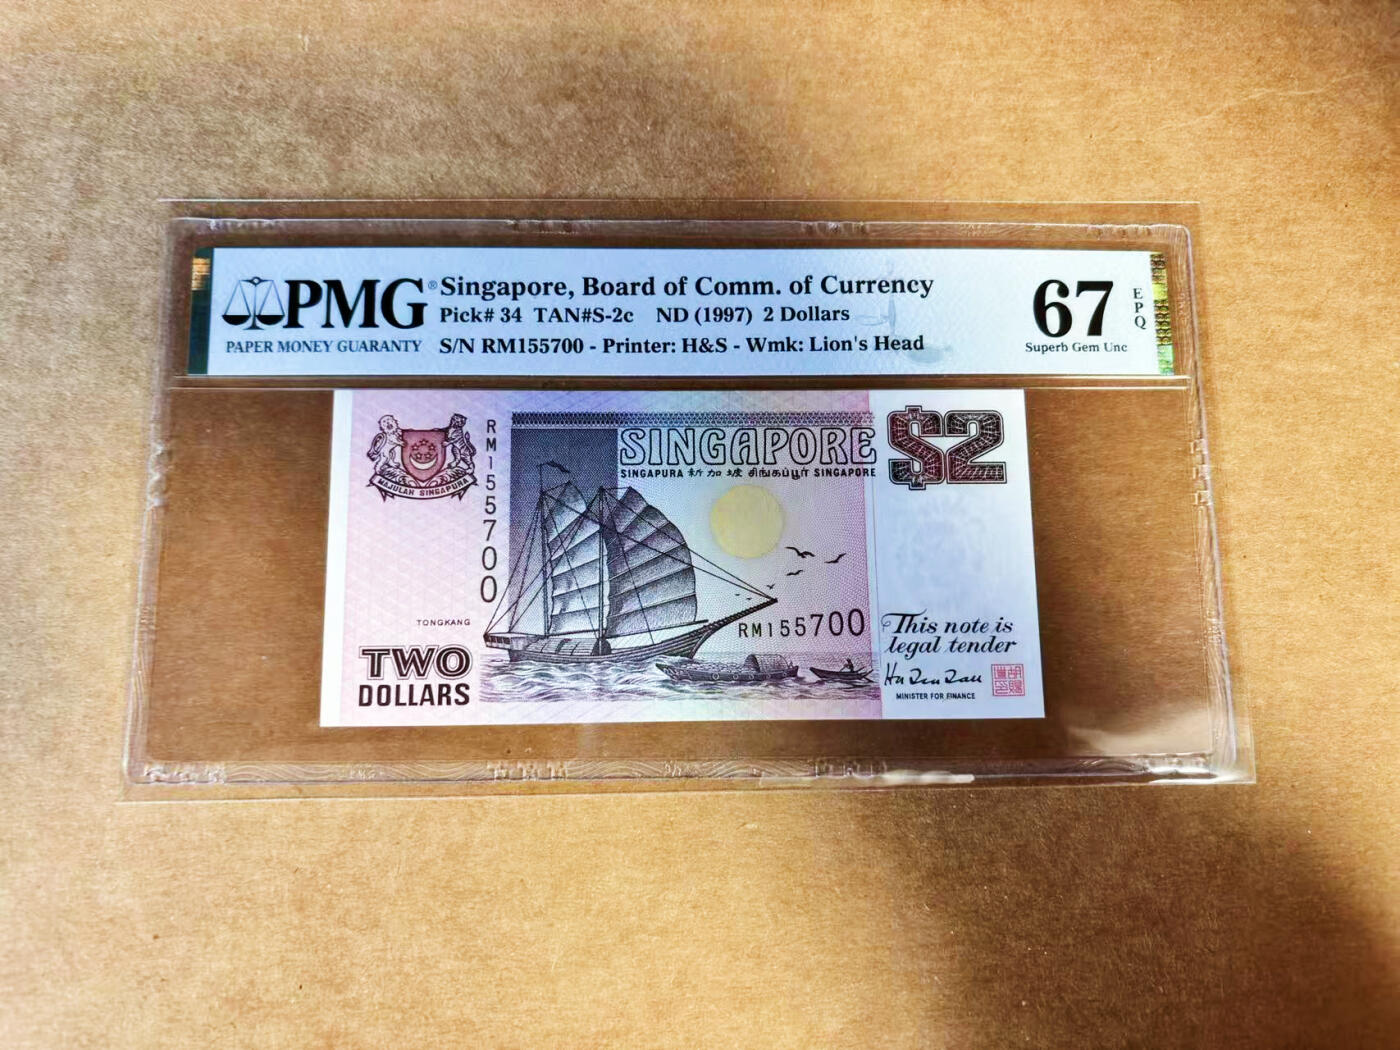 PMG®
PAPER MONEY GUARANTY
Singapore, Board of Comm. of Currency
Pick# 34 TAN#S-2c ND (1997) 2 Dollars
S/N RM155700 - Printer: H&S - Wmk: Lion's Head
67
EPQ
Superb Gem Unc
MAJULAH SINGAPURA
RM155700
SINGAPORE
SINGAPURA 新加坡 சிங்கப்பூர் SINGAPORE
$2
TONGKANG
TWO
DOLLARS
RM155700
This note is
legal tender
MINISTER FOR FINANCE